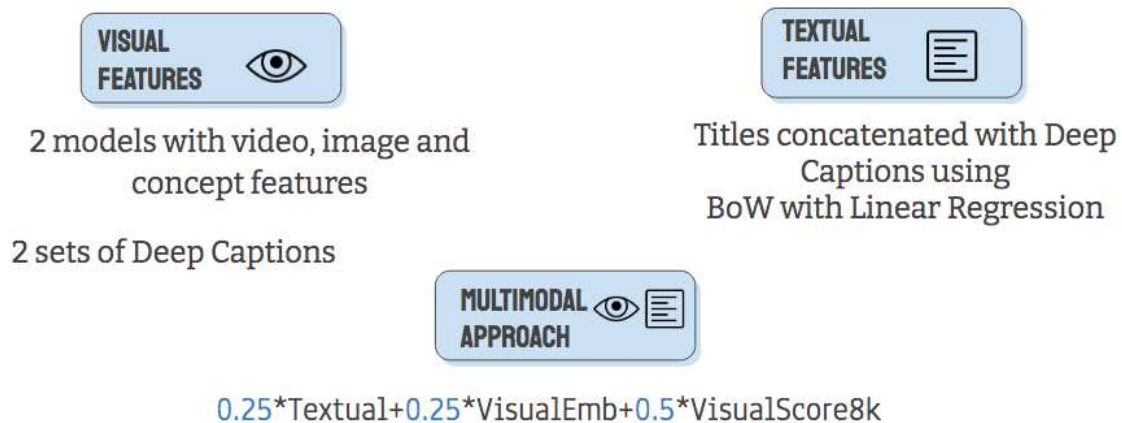 VISUAL
FEATURES
2 models with video, image and
concept features
2 sets of Deep Captions
TEXTUAL
FEATURES
Titles concatenated with Deep
Captions using
BoW with Linear Regression
MULTIMODAL
APPROACH
0.25*Textual+0.25*VisualEmb+0.5*VisualScore8k